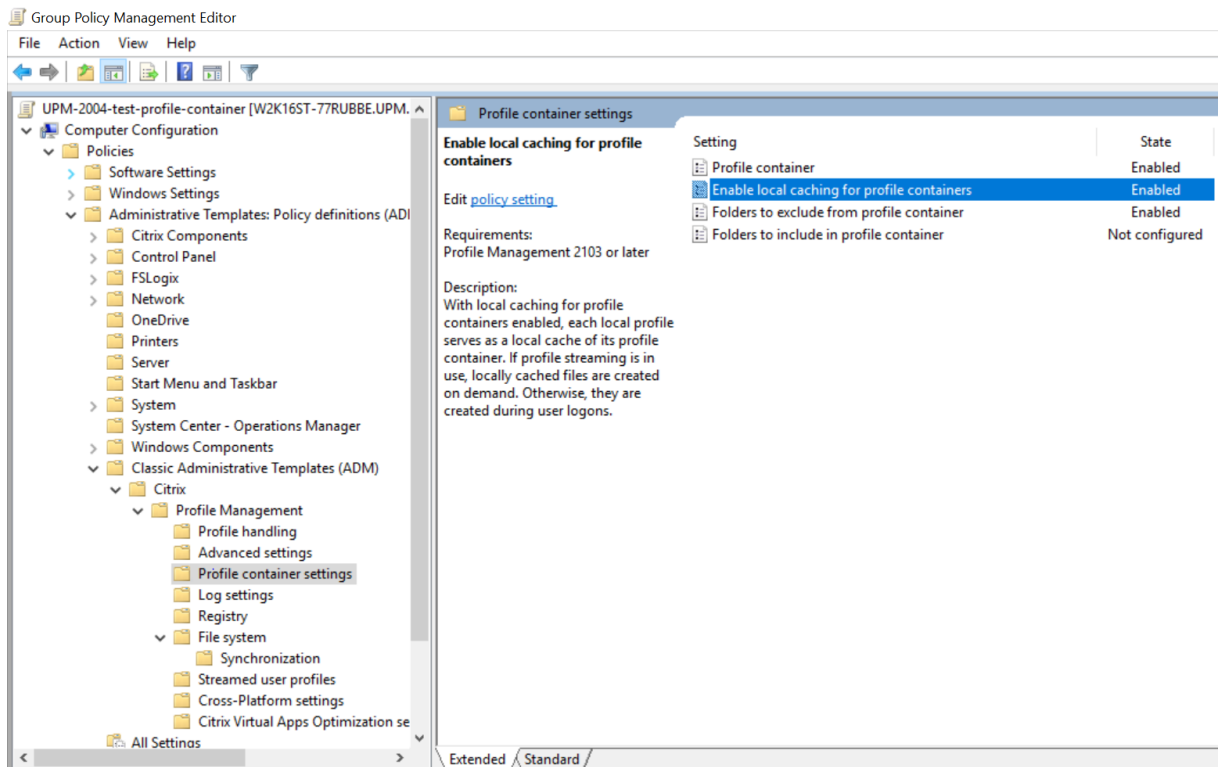 Group Policy Management Editor
File Action View Help
UPM-2004-test-profile-container [W2K16ST-77RUBBE.UPM.
Computer Configuration
Policies
Software Settings
Windows Settings
Administrative Templates: Policy definitions (ADI
Citrix Components
Control Panel
FSLogix
Network
OneDrive
Printers
Server
Start Menu and Taskbar
System
System Center - Operations Manager
Windows Components
Classic Administrative Templates (ADM)
Citrix
Profile Management
Profile handling
Advanced settings
Profile container settings
Log settings
Registry
File system
Synchronization
Streamed user profiles
Cross-Platform settings
Citrix Virtual Apps Optimization se
All Settings
Profile container settings
Enable local caching for profile
containers
Edit policy setting
Requirements:
Profile Management 2103 or later
Description:
With local caching for profile
containers enabled, each local profile
serves as a local cache of its profile
container. If profile streaming is in
use, locally cached files are created
on demand. Otherwise, they are
created during user logons.
Setting State
Profile container Enabled
Enable local caching for profile containers Enabled
Folders to exclude from profile container Enabled
Folders to include in profile container Not configured
Extended Standard